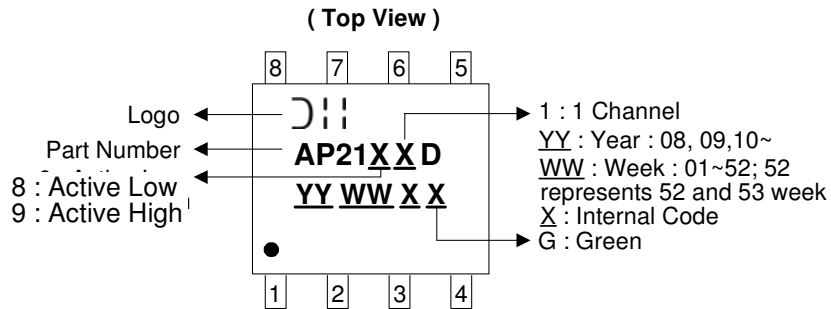 ( Top View )
8 7 6 5
Logo
Part Number
8 : Active Low
9 : Active High
AP21XXD
YY WW X X
1 : 1 Channel
YY : Year : 08, 09,10~
WW : Week : 01~52; 52
represents 52 and 53 week
X : Internal Code
G : Green
1 2 3 4